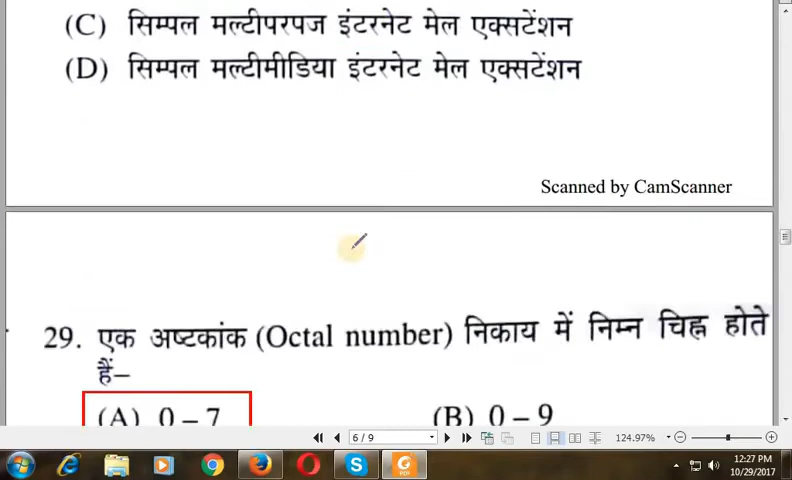 (C) सिम्पल मल्टीपरपज इंटरनेट मेल एक्सटेंशन
(D) सिम्पल मल्टीमीडिया इंटरनेट मेल एक्सटेंशन
Scanned by CamScanner
29. एक अष्टकांक (Octal number) निकाय में निम्न चिह्न होते
हैं–
(A) 0 – 7 (B) 0 – 9
6 / 9
124.97%
PDF
12:27 PM
10/29/2017